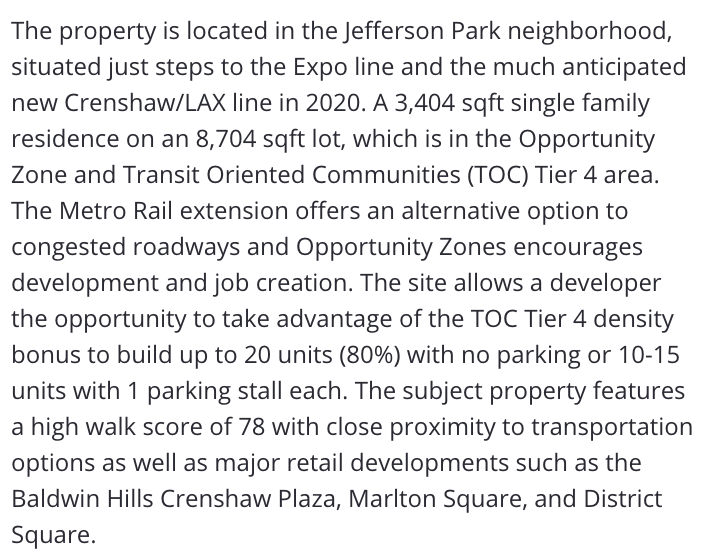 The property is located in the Jefferson Park neighborhood,
situated just steps to the Expo line and the much anticipated
new Crenshaw/LAX line in 2020. A 3,404 sqft single family
residence on an 8,704 sqft lot, which is in the Opportunity
Zone and Transit Oriented Communities (TOC) Tier 4 area.
The Metro Rail extension offers an alternative option to
congested roadways and Opportunity Zones encourages
development and job creation. The site allows a developer
the opportunity to take advantage of the TOC Tier 4 density
bonus to build up to 20 units (80%) with no parking or 10-15
units with 1 parking stall each. The subject property features
a high walk score of 78 with close proximity to transportation
options as well as major retail developments such as the
Baldwin Hills Crenshaw Plaza, Marlton Square, and District
Square.